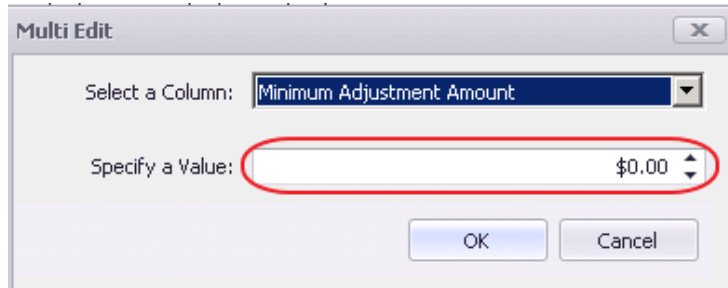 Multi Edit
Select a Column: Minimum Adjustment Amount
Specify a Value: $0.00
OK Cancel